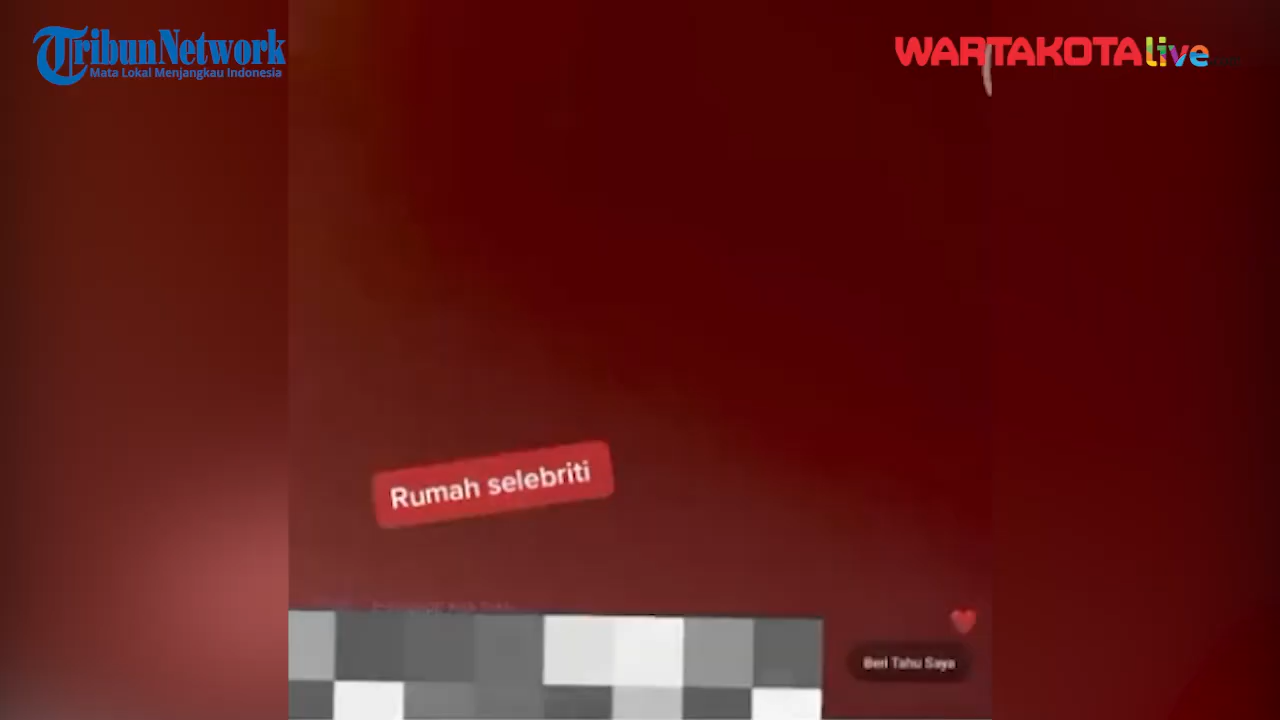 TribunNetwork
Mata Lokal Menjangkau Indonesia
WARTAKOTAlive
Rumah selebriti
Beri Tahu Saya